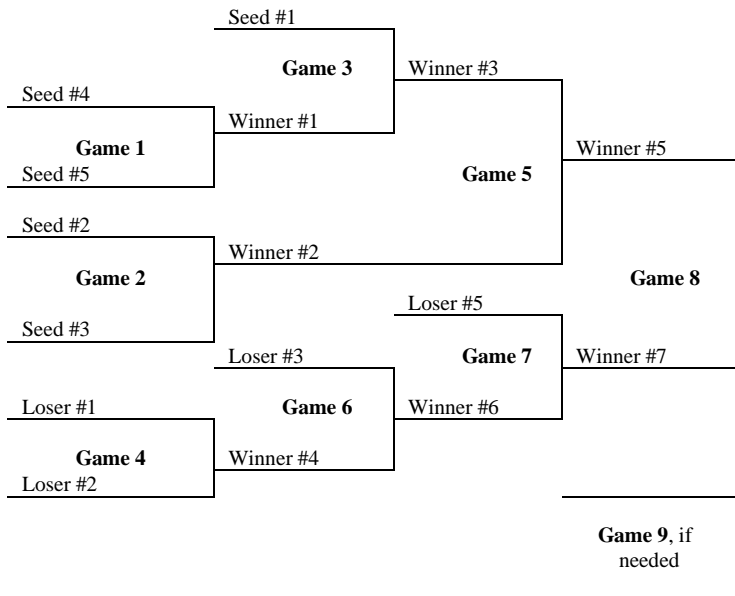 Seed #1
Game 3
Winner #3
Seed #4
Winner #1
Game 1
Winner #5
Seed #5
Game 5
Seed #2
Winner #2
Game 2
Game 8
Loser #5
Seed #3
Loser #3
Game 7
Winner #7
Loser #1
Game 6
Winner #6
Game 4
Winner #4
Loser #2
Game 9, if
needed